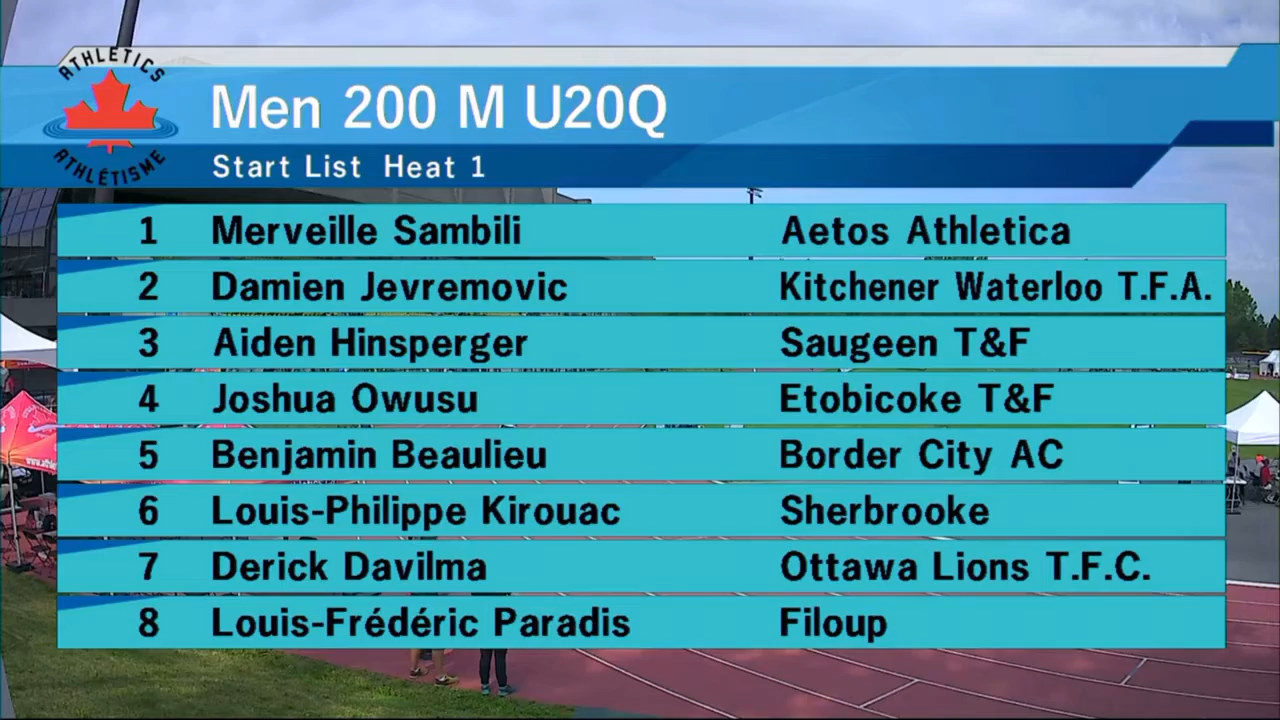 ATHLETICS
ATHLÉTISME
Men 200 M U20Q
Start List Heat 1
1 Merveille Sambili Aetos Athletica
2 Damien Jevremovic Kitchener Waterloo T.F.A.
3 Aiden Hinsperger Saugeen T&F
4 Joshua Owusu Etobicoke T&F
5 Benjamin Beaulieu Border City AC
6 Louis-Philippe Kirouac Sherbrooke
7 Derick Davilma Ottawa Lions T.F.C.
8 Louis-Frédéric Paradis Filoup